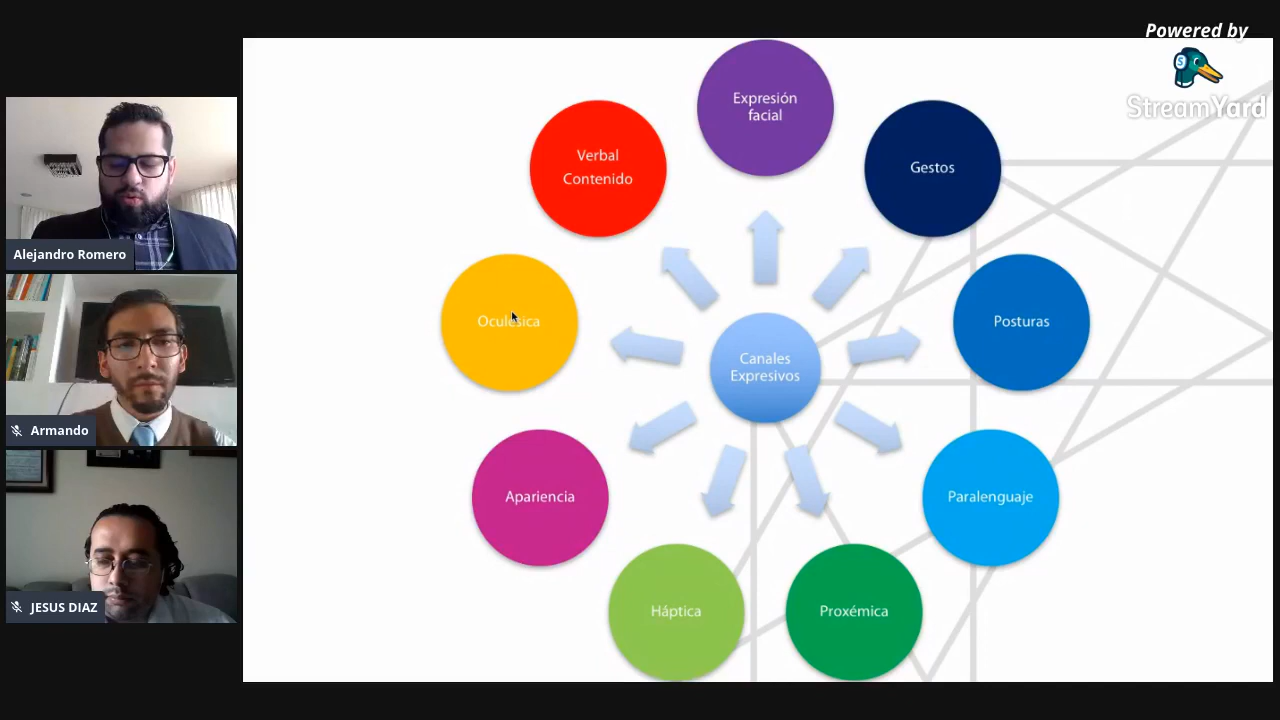 Powered by
StreamYard
Expresión
facial
Verbal
Contenido
Gestos
Oculésica
Posturas
Canales
Expresivos
Apariencia
Paralenguaje
Háptica
Proxémica
Alejandro Romero
Armando
JESUS DIAZ